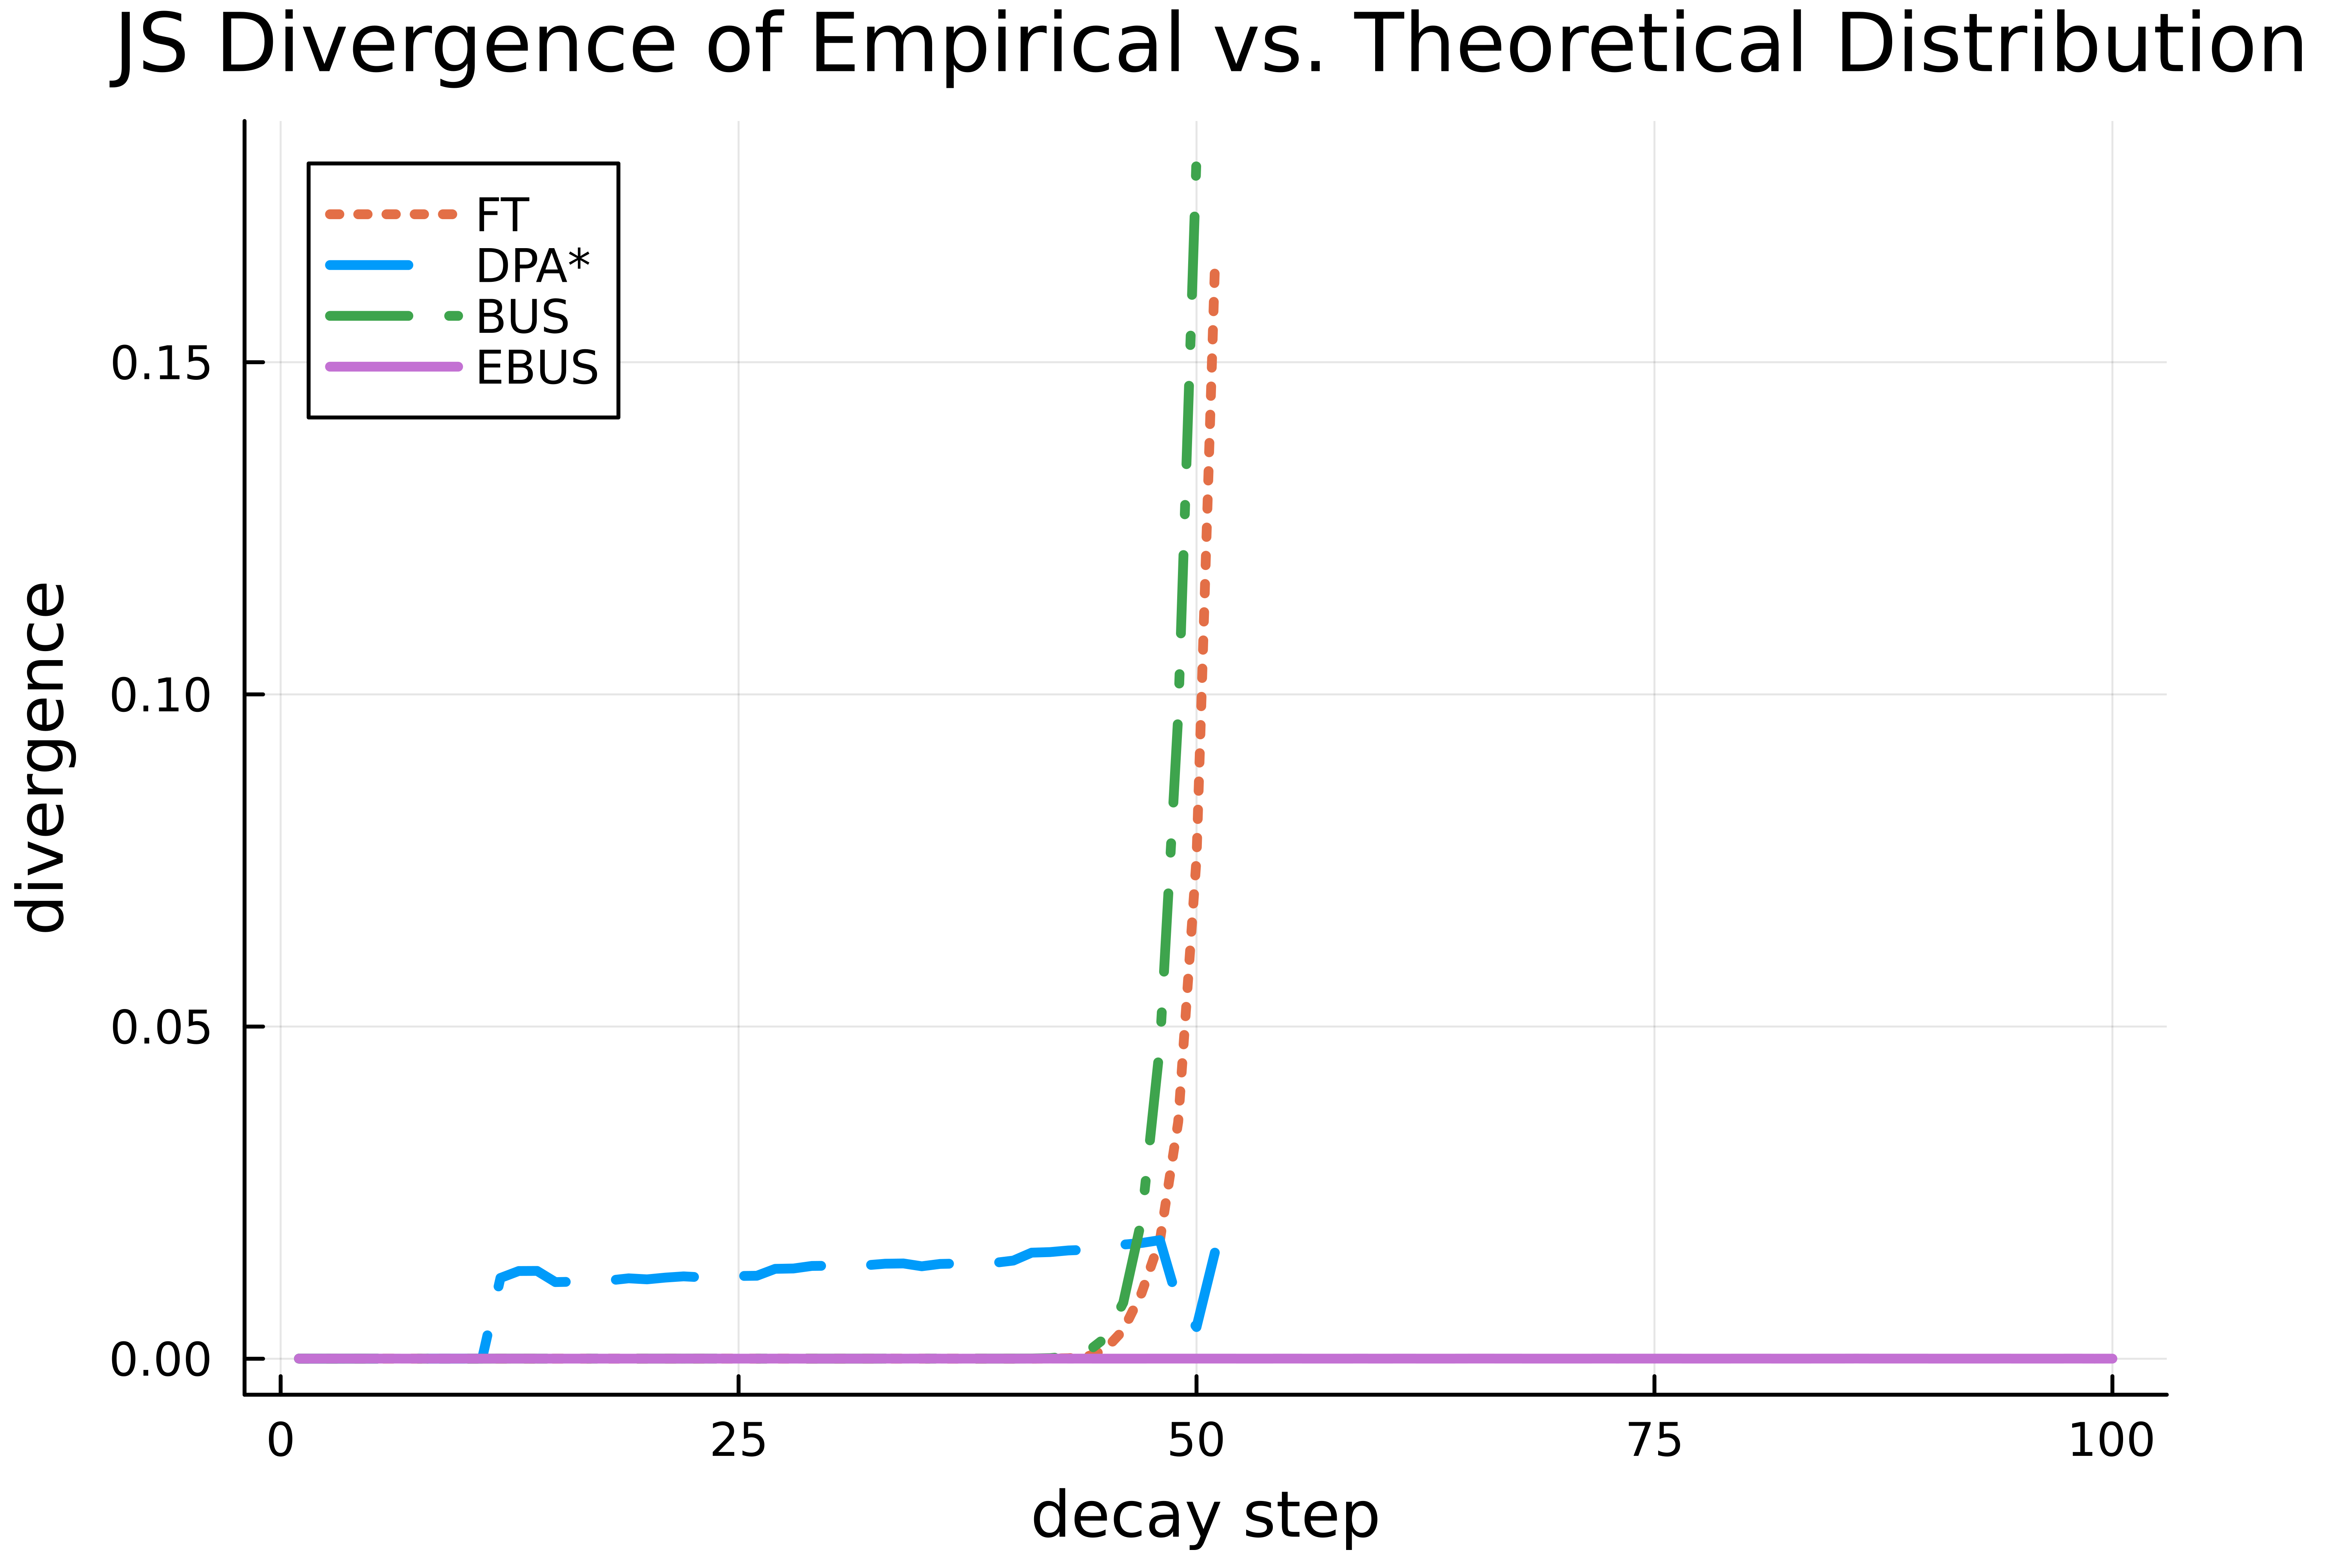 JS Divergence of Empirical vs. Theoretical Distribution
FT
DPA*
BUS
EBUS
0.15
0.10
0.05
0.00
divergence
0
25
50
75
100
decay step